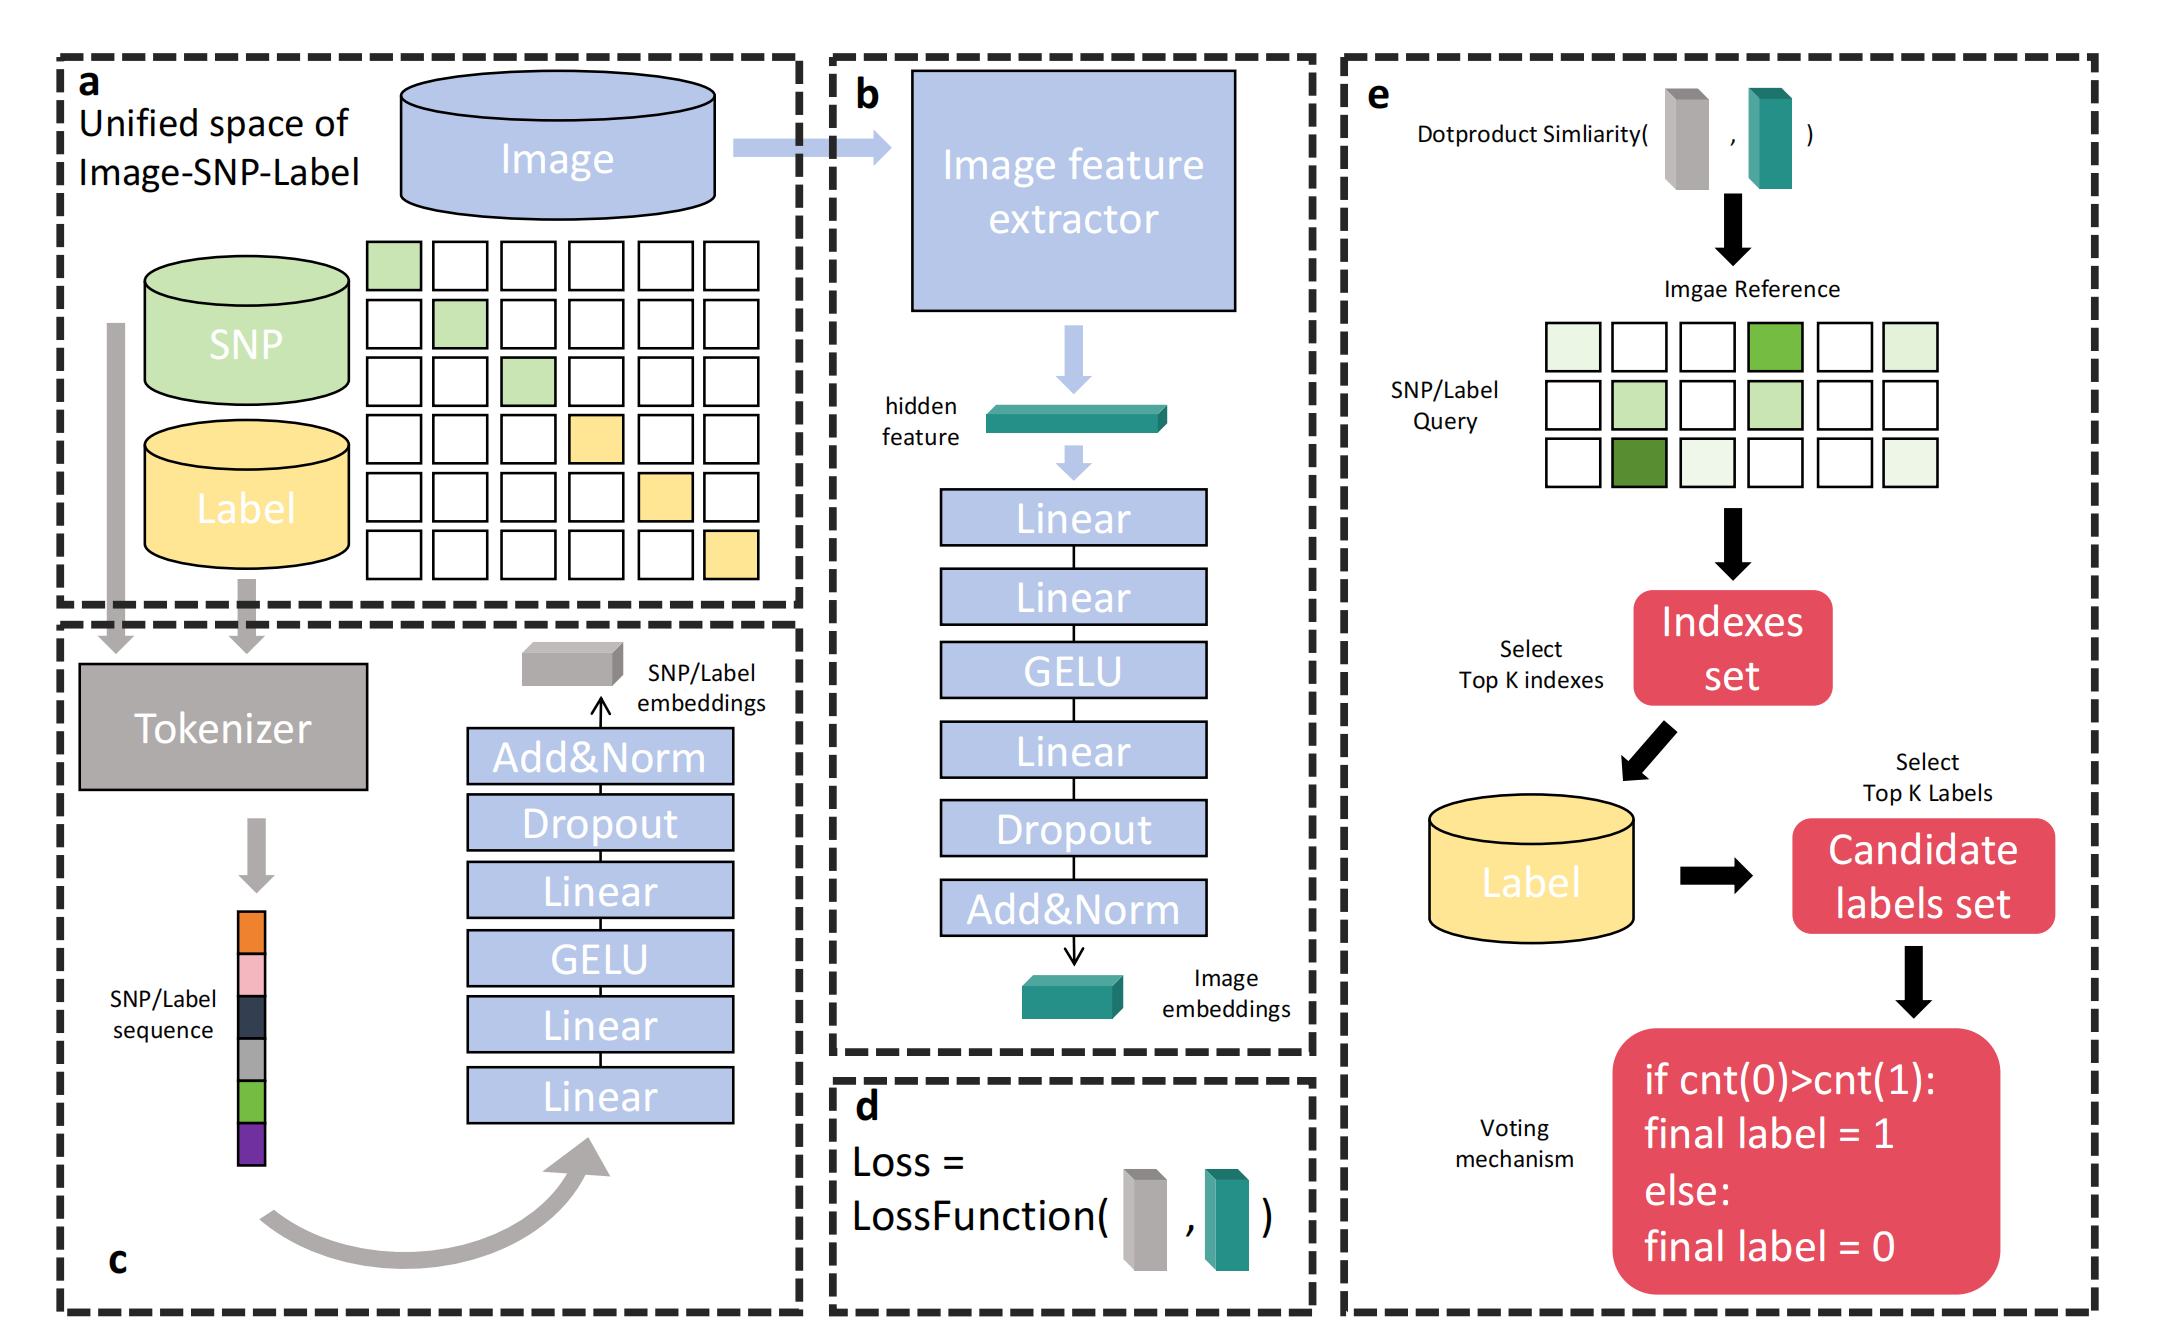 a
Unified space of
Image-SNP-Label
Image
SNP
Label
b
Image feature
extractor
hidden
feature
Linear
Linear
GELU
Linear
Dropout
Add&Norm
Image
embeddings
Tokenizer
SNP/Label
sequence
SNP/Label
embeddings
Add&Norm
Dropout
Linear
GELU
Linear
Linear
c
d
Loss =
LossFunction( , )
e
Dotproduct Simliarity( , )
Imgae Reference
SNP/Label
Query
Select
Top K indexes
Indexes
set
Label
Select
Top K Labels
Candidate
labels set
Voting
mechanism
if cnt(0)>cnt(1):
final label = 1
else:
final label = 0